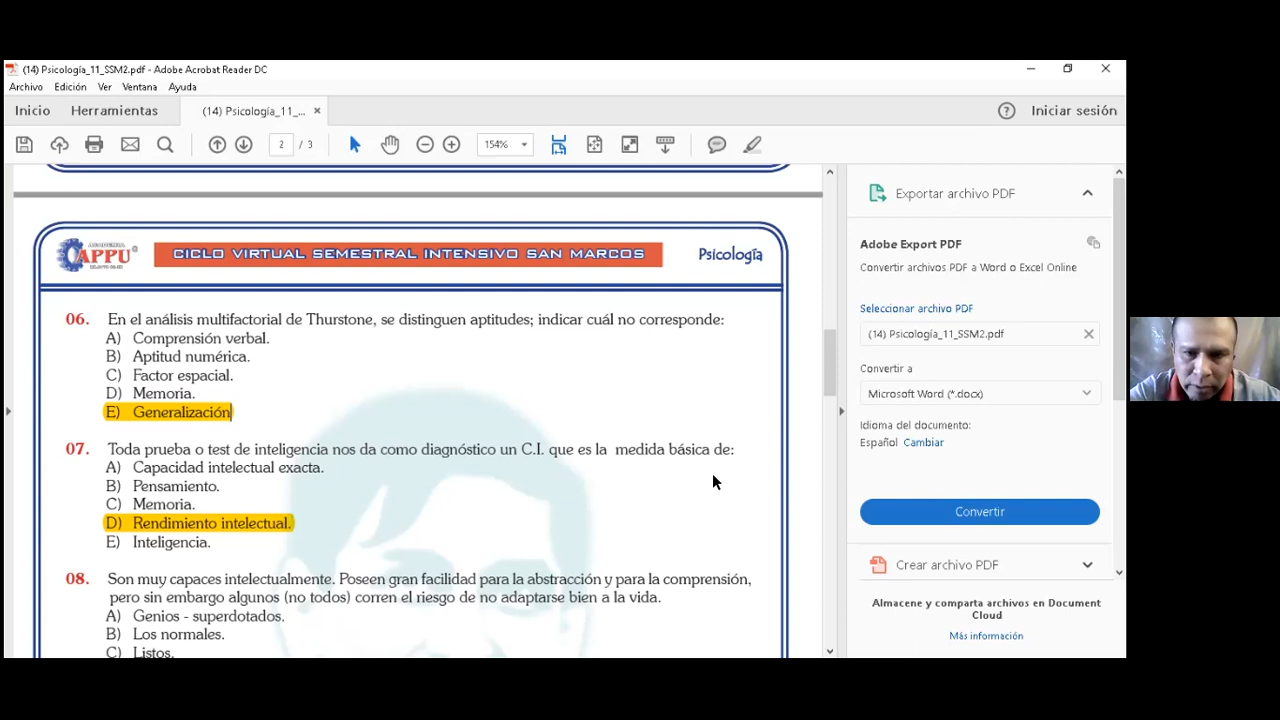 (14) Psicología_11_SSM2.pdf - Adobe Acrobat Reader DC
Archivo Edición Ver Ventana Ayuda
Inicio Herramientas (14) Psicología_11_... × Iniciar sesión
2 / 3 154%
Exportar archivo PDF
Adobe Export PDF
Convertir archivos PDF a Word o Excel Online
Seleccionar archivo PDF
(14) Psicología_11_SSM2.pdf
Convertir a
Microsoft Word (*.docx)
Idioma del documento:
Español Cambiar
Convertir
Crear archivo PDF
Almacene y comparta archivos en Document
Cloud
Más información
ACADEMIA
APPU
CICLO VIRTUAL SEMESTRAL INTENSIVO SAN MARCOS
Psicología
06. En el análisis multifactorial de Thurstone, se distinguen aptitudes; indicar cuál no corresponde:
A) Comprensión verbal.
B) Aptitud numérica.
C) Factor espacial.
D) Memoria.
E) Generalización
07. Toda prueba o test de inteligencia nos da como diagnóstico un C.I. que es la medida básica de:
A) Capacidad intelectual exacta.
B) Pensamiento.
C) Memoria.
D) Rendimiento intelectual.
E) Inteligencia.
08. Son muy capaces intelectualmente. Poseen gran facilidad para la abstracción y para la comprensión,
pero sin embargo algunos (no todos) corren el riesgo de no adaptarse bien a la vida.
A) Genios - superdotados.
B) Los normales.
C) Listos.